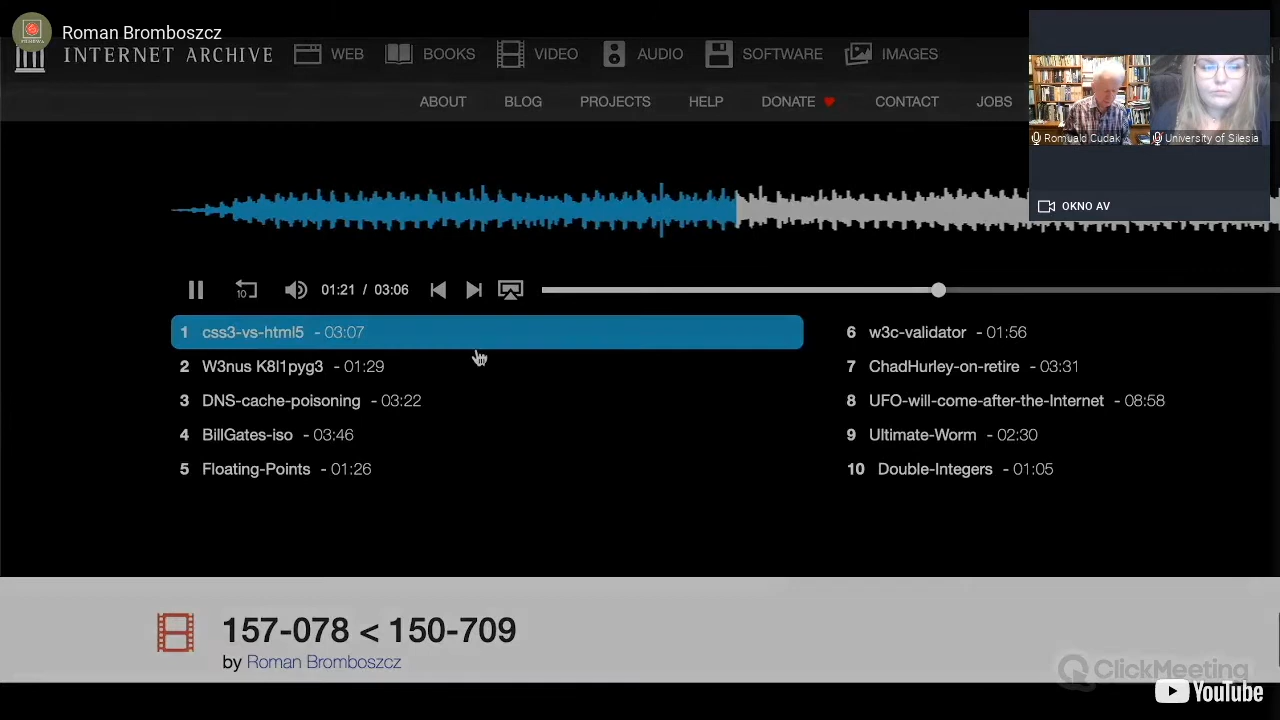 Roman Bromboszcz
INTERNET ARCHIVE WEB BOOKS VIDEO AUDIO SOFTWARE IMAGES
ABOUT BLOG PROJECTS HELP DONATE CONTACT JOBS
Romuald Cudak University of Silesia
OKNO AV
10 01:21 / 03:06
1 css3-vs-html5 - 03:07
2 W3nus K8l1pyg3 - 01:29
3 DNS-cache-poisoning - 03:22
4 BillGates-iso - 03:46
5 Floating-Points - 01:26
6 w3c-validator - 01:56
7 ChadHurley-on-retire - 03:31
8 UFO-will-come-after-the-Internet - 08:58
9 Ultimate-Worm - 02:30
10 Double-Integers - 01:05
157-078 < 150-709
by Roman Bromboszcz
ClickMeeting
YouTube